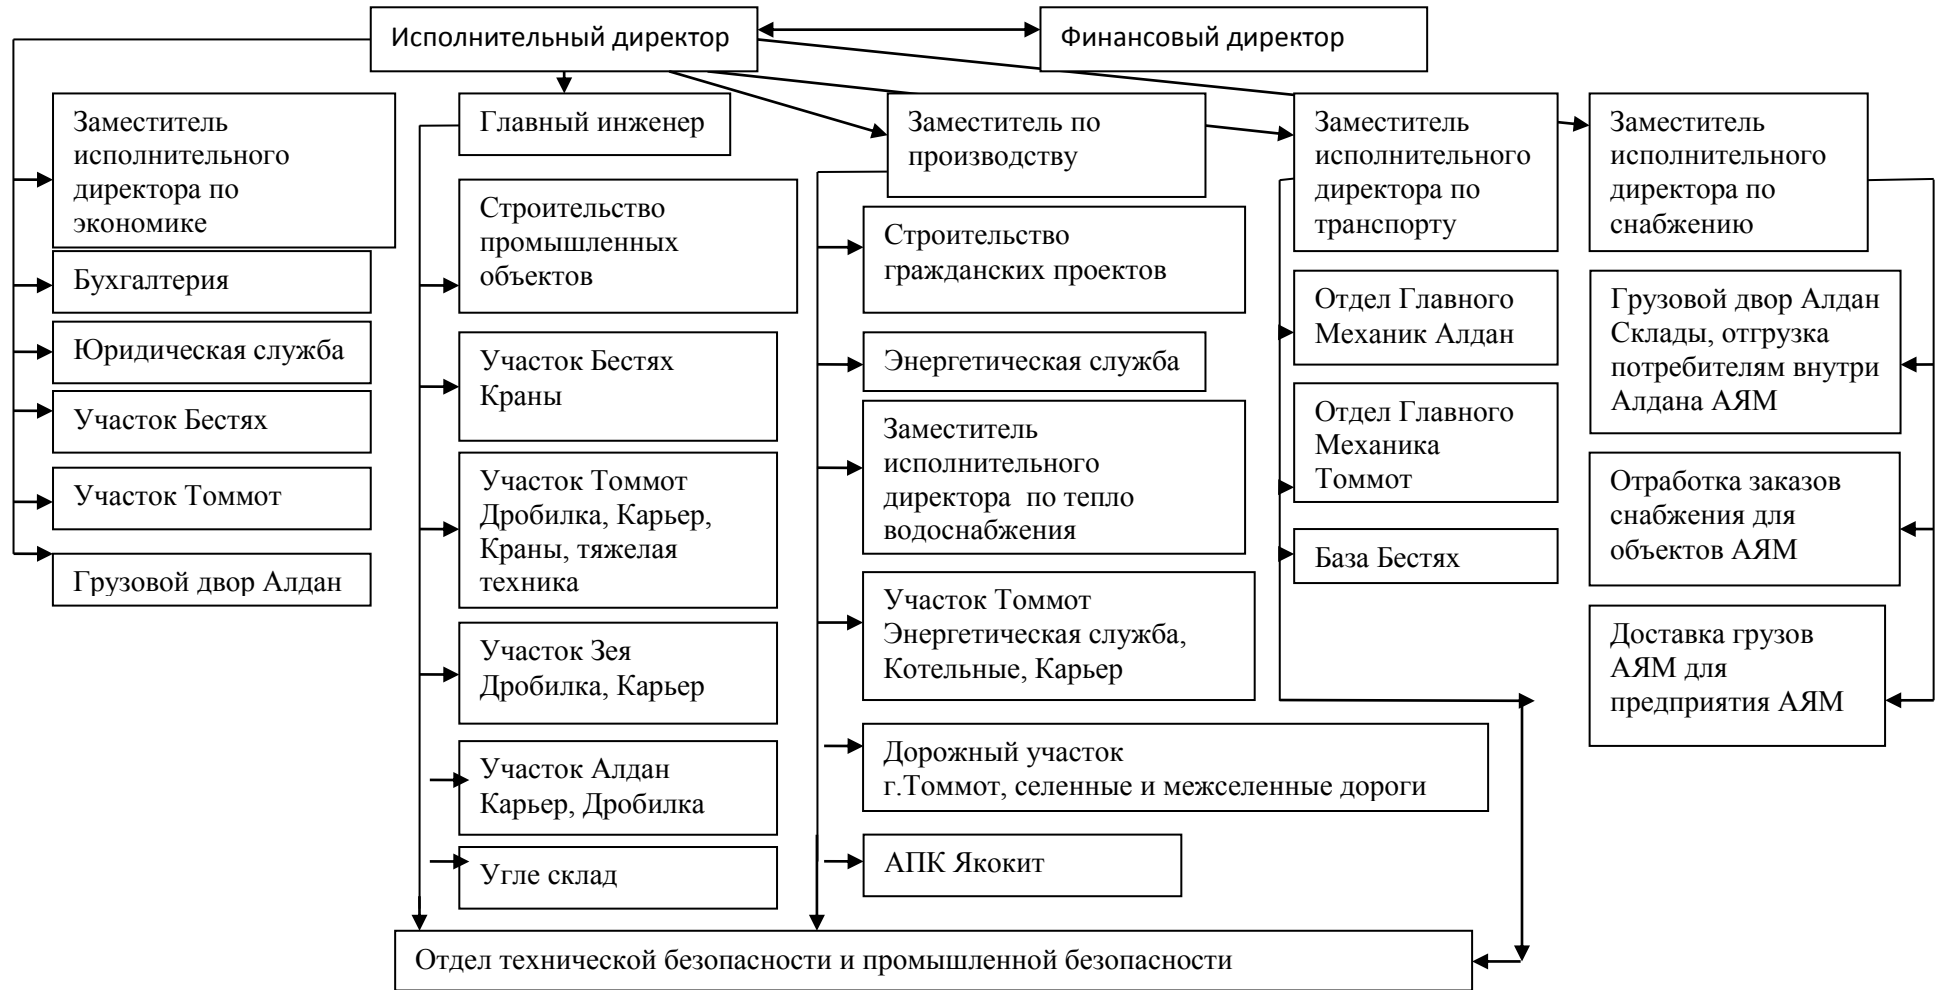 Исполнительный директор
Финансовый директор
Заместитель
исполнительного
директора по
экономике
Бухгалтерия
Юридическая служба
Участок Бестях
Участок Томмот
Грузовой двор Алдан
Главный инженер
Строительство
промышленных
объектов
Участок Бестях
Краны
Участок Томмот
Дробилка, Карьер,
Краны, тяжелая
техника
Участок Зея
Дробилка, Карьер
Участок Алдан
Карьер, Дробилка
Угле склад
Заместитель по
производству
Строительство
гражданских проектов
Энергетическая служба
Заместитель
исполнительного
директора по тепло
водоснабжения
Участок Томмот
Энергетическая служба,
Котельные, Карьер
Дорожный участок
г.Томмот, селенные и межселенные дороги
АПК Якокит
Заместитель
исполнительного
директора по
транспорту
Отдел Главного
Механик Алдан
Отдел Главного
Механика
Томмот
База Бестях
Заместитель
исполнительного
директора по
снабжению
Грузовой двор Алдан
Склады, отгрузка
потребителям внутри
Алдана АЯМ
Отработка заказов
снабжения для
объектов АЯМ
Доставка грузов
АЯМ для
предприятия АЯМ
Отдел технической безопасности и промышленной безопасности